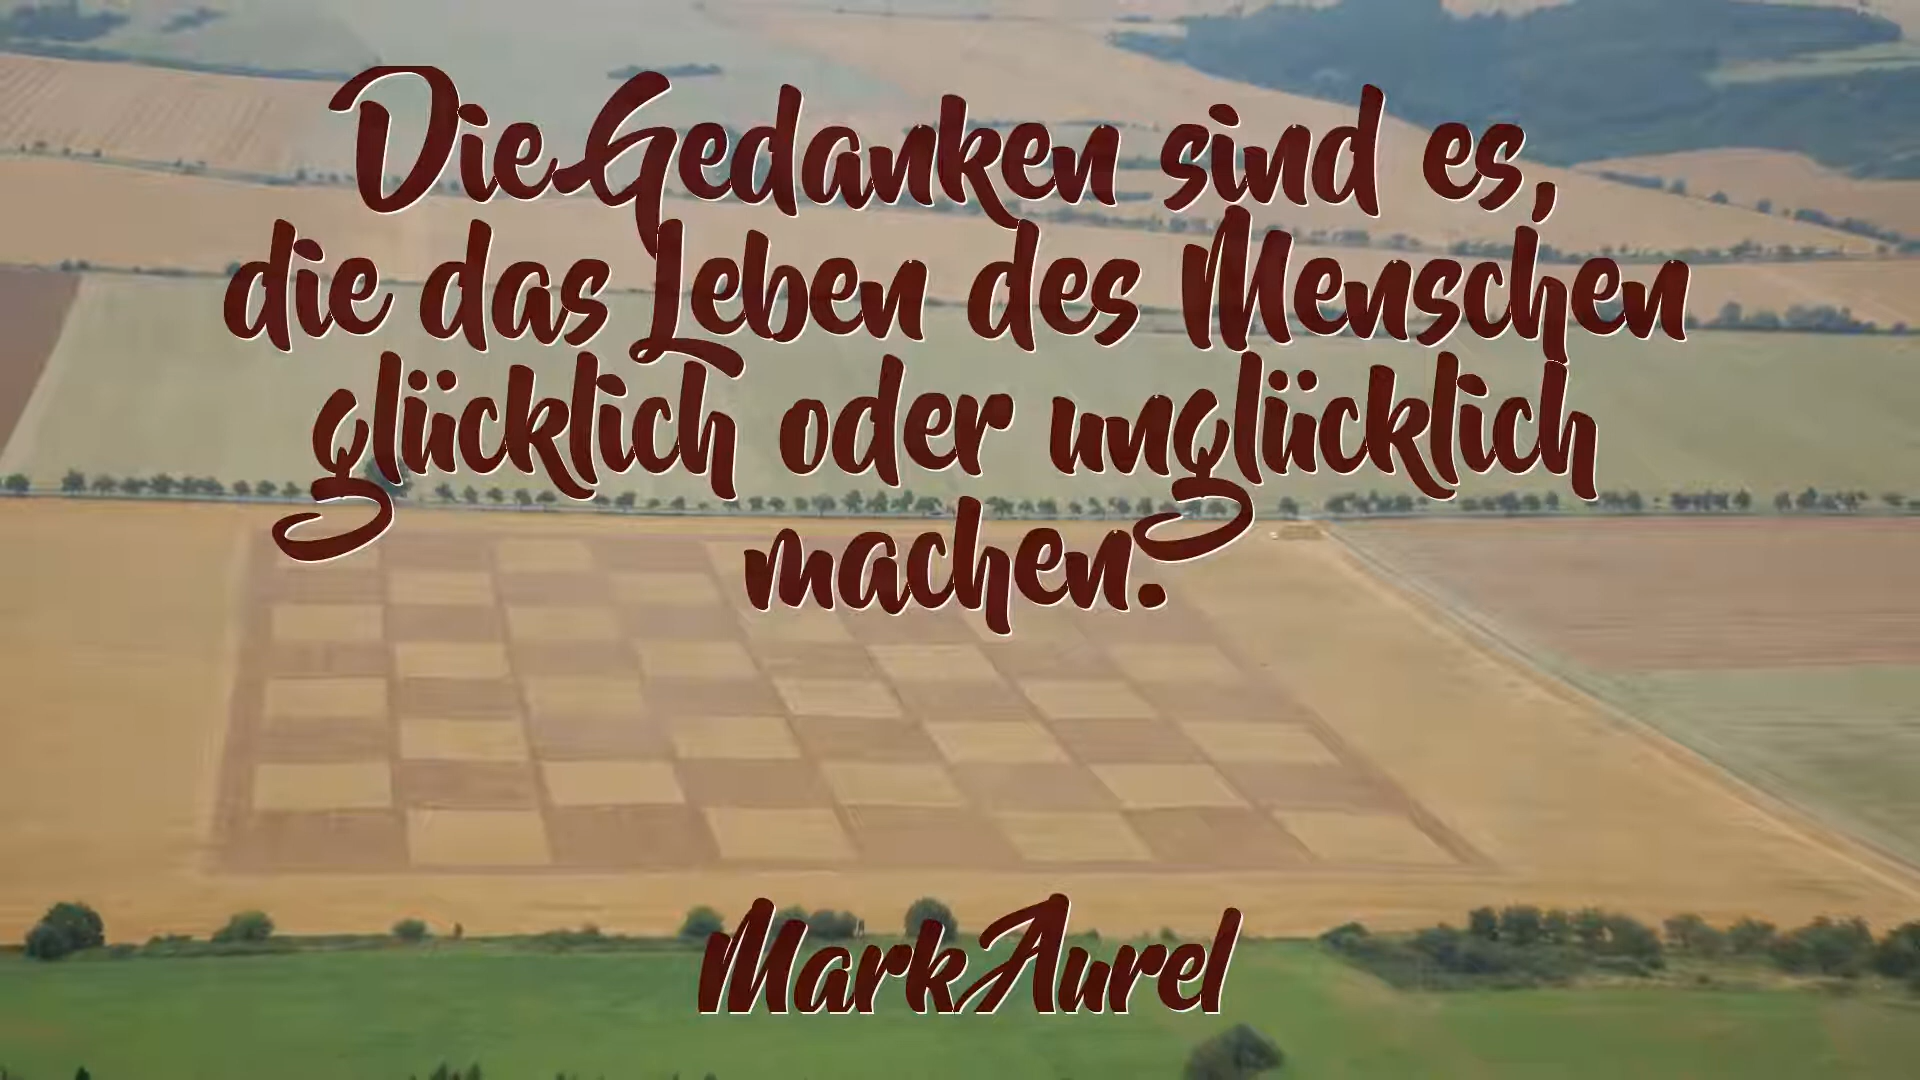 Die Gedanken sind es,
die das Leben des Menschen
glücklich oder unglücklich
machen.
Mark Aurel